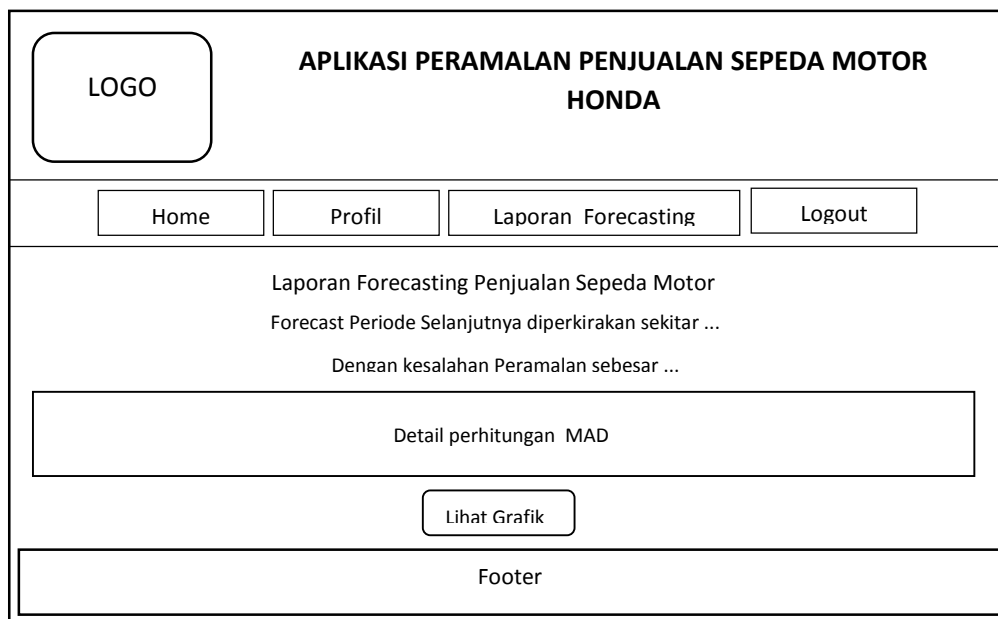 LOGO
APLIKASI PERAMALAN PENJUALAN SEPEDA MOTOR
HONDA
Home
Profil
Laporan Forecasting
Logout
Laporan Forecasting Penjualan Sepeda Motor
Forecast Periode Selanjutnya diperkirakan sekitar ...
Dengan kesalahan Peramalan sebesar ...
Detail perhitungan MAD
Lihat Grafik
Footer